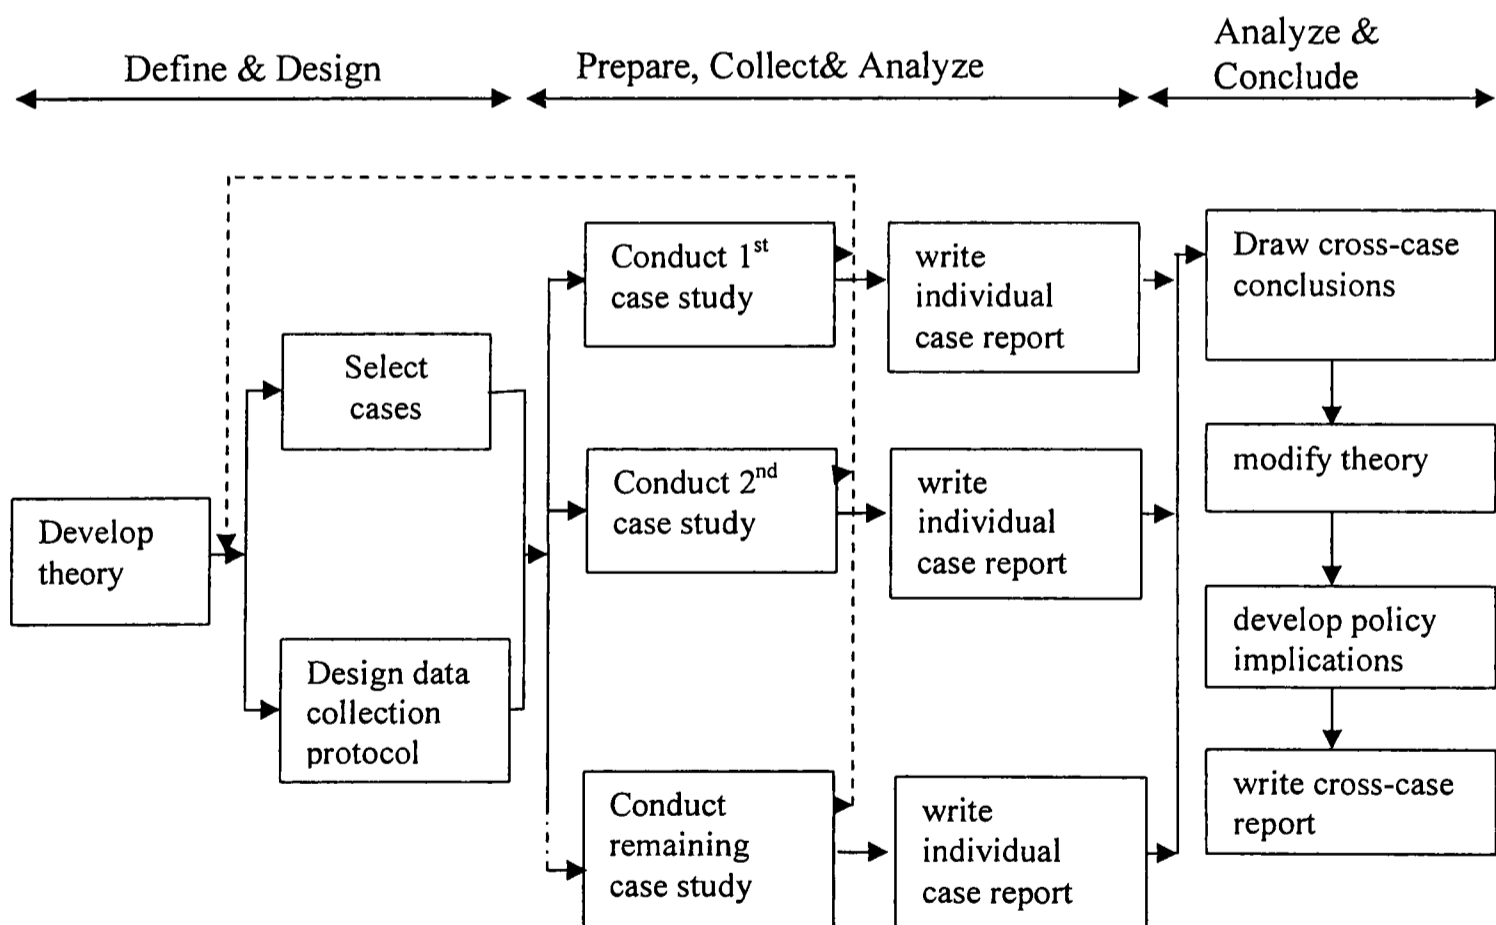 Define & Design
Prepare, Collect& Analyze
Analyze &
Conclude
Develop
theory
Select
cases
Design data
collection
protocol
Conduct 1st
case study
Conduct 2nd
case study
Conduct
remaining
case study
write
individual
case report
write
individual
case report
write
individual
case report
Draw cross-case
conclusions
modify theory
develop policy
implications
write cross-case
report